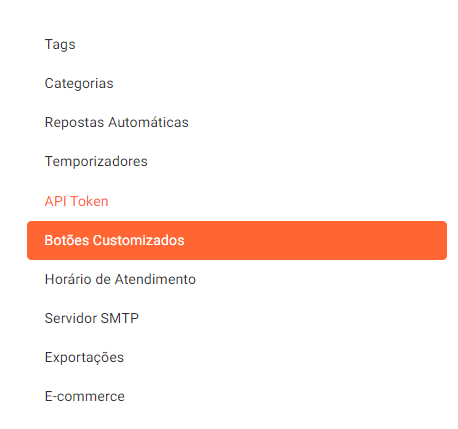 Tags
Categorias
Repostas Automáticas
Temporizadores
API Token
Botões Customizados
Horário de Atendimento
Servidor SMTP
Exportações
E-commerce